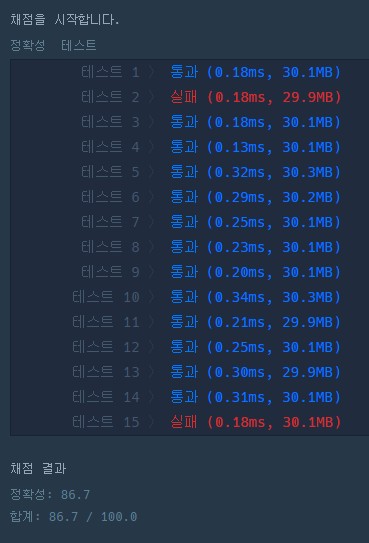 채점을 시작합니다.
정확성 테스트
테스트 1 〉 통과 (0.18ms, 30.1MB)
테스트 2 〉 실패 (0.18ms, 29.9MB)
테스트 3 〉 통과 (0.18ms, 30.1MB)
테스트 4 〉 통과 (0.13ms, 30.1MB)
테스트 5 〉 통과 (0.32ms, 30.3MB)
테스트 6 〉 통과 (0.29ms, 30.2MB)
테스트 7 〉 통과 (0.25ms, 30.1MB)
테스트 8 〉 통과 (0.23ms, 30.1MB)
테스트 9 〉 통과 (0.20ms, 30.1MB)
테스트 10 〉 통과 (0.34ms, 30.3MB)
테스트 11 〉 통과 (0.21ms, 29.9MB)
테스트 12 〉 통과 (0.25ms, 30.1MB)
테스트 13 〉 통과 (0.30ms, 29.9MB)
테스트 14 〉 통과 (0.31ms, 30.1MB)
테스트 15 〉 실패 (0.18ms, 30.1MB)
채점 결과
정확성: 86.7
합계: 86.7 / 100.0